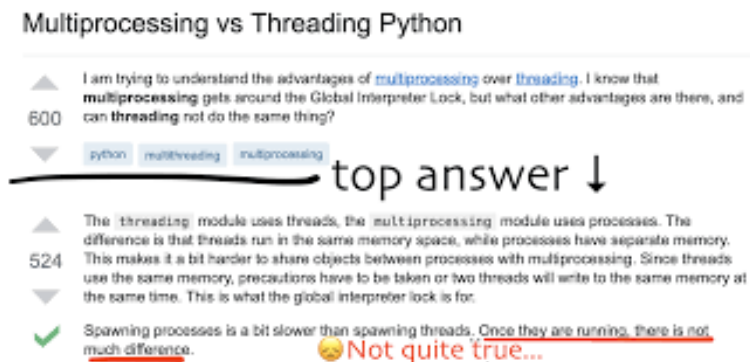 Multiprocessing vs Threading Python
I am trying to understand the advantages of multiprocessing over threading. I know that
multiprocessing gets around the Global Interpreter Lock, but what other advantages are there, and
can threading not do the same thing?
600
python multithreading multiprocessing
top answer ↓
The threading module uses threads, the multiprocessing module uses processes. The
difference is that threads run in the same memory space, while processes have separate memory.
This makes it a bit harder to share objects between processes with multiprocessing. Since threads
use the same memory, precautions have to be taken or two threads will write to the same memory at
the same time. This is what the global interpreter lock is for.
524
Spawning processes is a bit slower than spawning threads. Once they are running, there is not
much difference.
😞Not quite true...